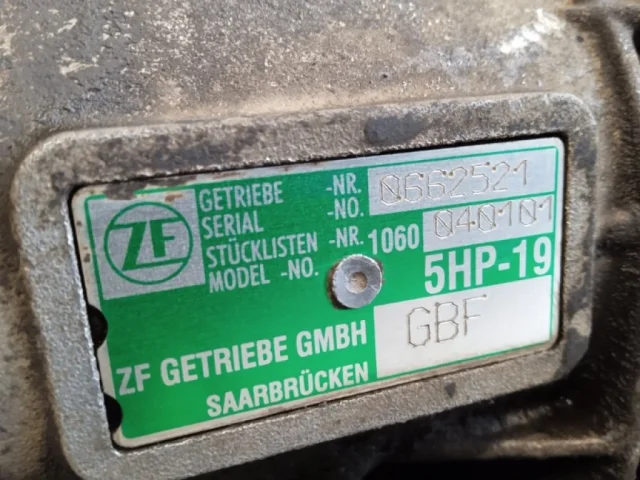 ZF
GETRIEBE -NR. 0662521
SERIAL -NO.
STÜCKLISTEN -NR. 1060 040101
MODEL -NO.
5HP-19
ZF GETRIEBE GMBH GBF
SAARBRÜCKEN